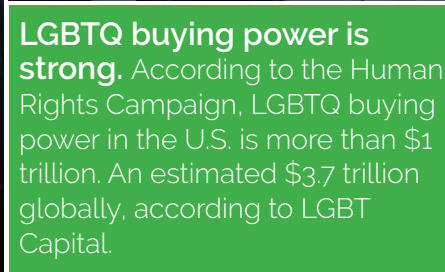 LGBTQ buying power is
strong. According to the Human
Rights Campaign, LGBTQ buying
power in the U.S. is more than $1
trillion. An estimated $3.7 trillion
globally, according to LGBT
Capital.